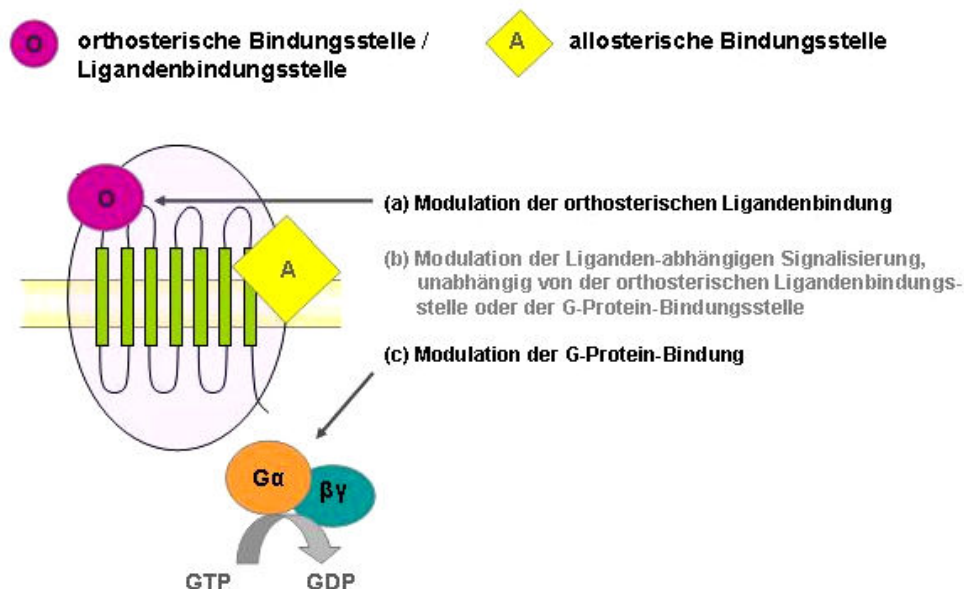 O
orthosterische Bindungsstelle /
Ligandenbindungsstelle
A
allosterische Bindungsstelle
O
(a) Modulation der orthosterischen Ligandenbindung
A
(b) Modulation der Liganden-abhängigen Signalisierung,
unabhängig von der orthosterischen Ligandenbindungs-
stelle oder der G-Protein-Bindungsstelle
(c) Modulation der G-Protein-Bindung
Gα
βγ
GTP
GDP